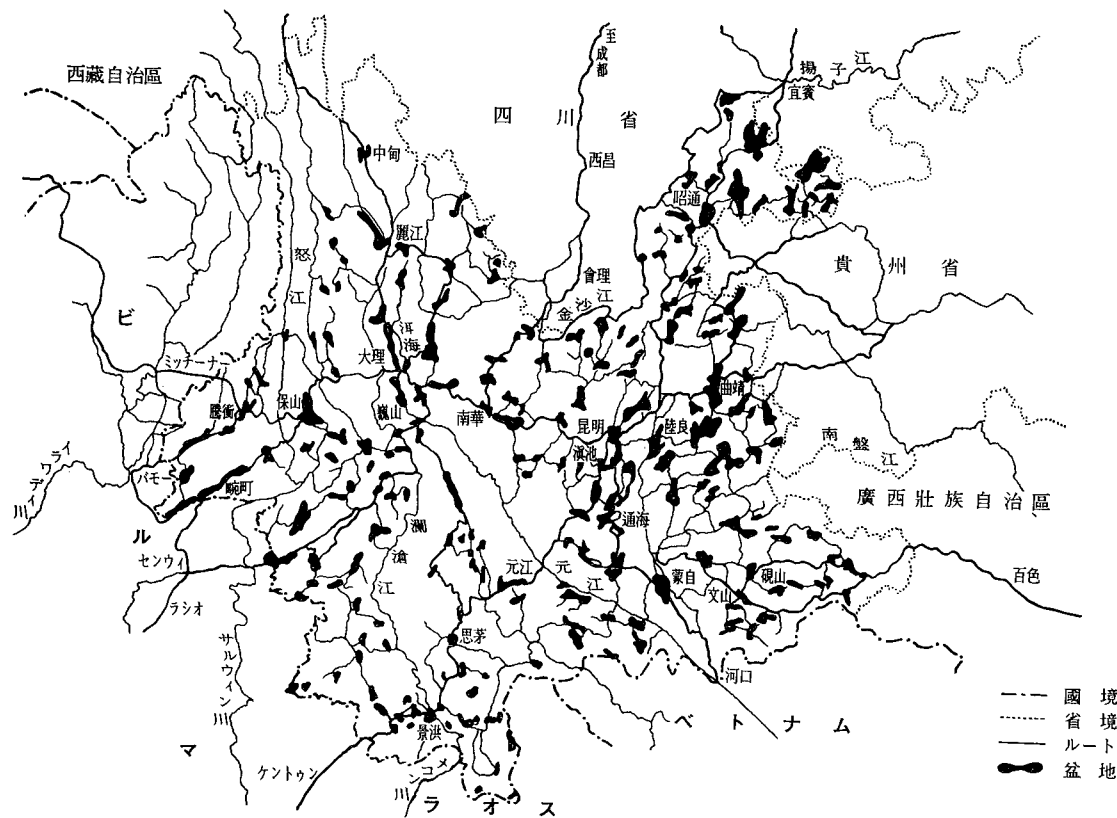 西藏自治區
四川省
至成都
揚子江
宜賓
西昌
中甸
昭通
麗江
怒江
會理
金沙江
貴州省
ビルマ
ミッチーナ
洱海
大理
騰衝
保山
巍山
南華
昆明
滇池
曲靖
陸良
南盤江
廣西壯族自治區
イラワディ川
バモー
畹町
センウィ
ラシオ
瀾滄江
通海
元江
元江
蒙自
文山
硯山
百色
思茅
サルウィン川
河口
景洪
ケントゥン
メコン川
ラオス
ベトナム
國境
省境
ルート
盆地